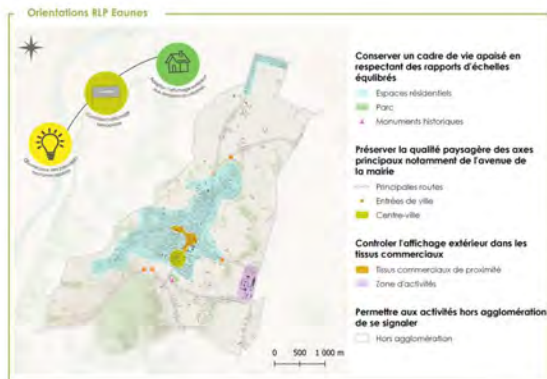 Orientations RLP Eaunes
Conserver un cadre de vie apaisé en
respectant des rapports d'échelles
équilibrés
Espaces résidentiels
Parc
Monuments historiques
Préserver la qualité paysagère des axes
principaux notamment de l'avenue de
la mairie
Principales routes
Entrées de ville
Centre-ville
Controler l'affichage extérieur dans les
tissus commerciaux
Tissus commerciaux de proximité
Zone d'activités
Permettre aux activités hors agglomération
de se signaler
Hors agglomération
0 500 1 000 m